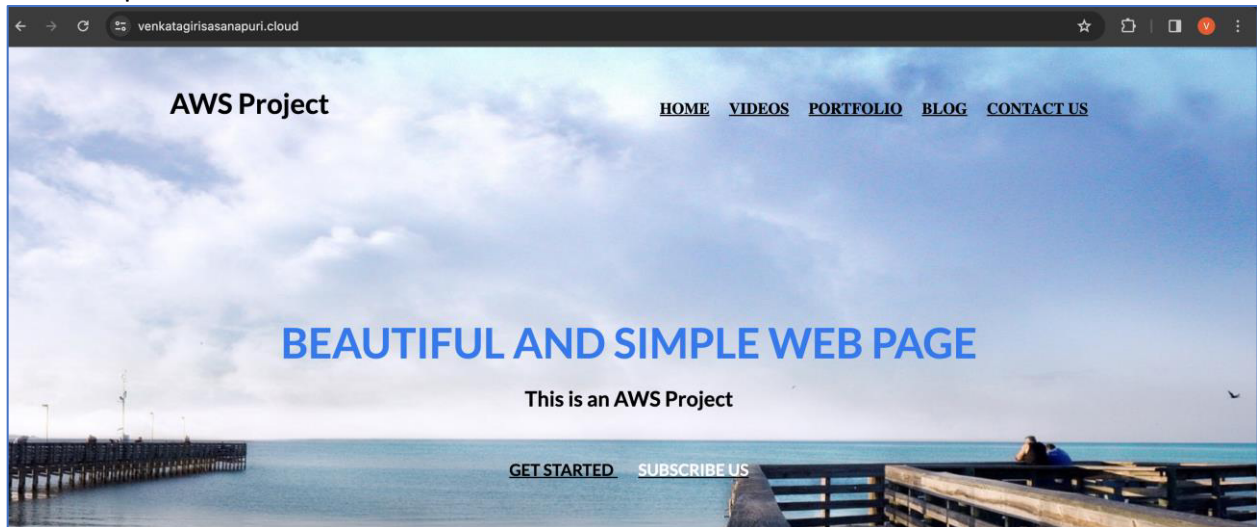 venkatagirisasanapuri.cloud
V
AWS Project
HOME VIDEOS PORTFOLIO BLOG CONTACT US
BEAUTIFUL AND SIMPLE WEB PAGE
This is an AWS Project
GET STARTED SUBSCRIBE US